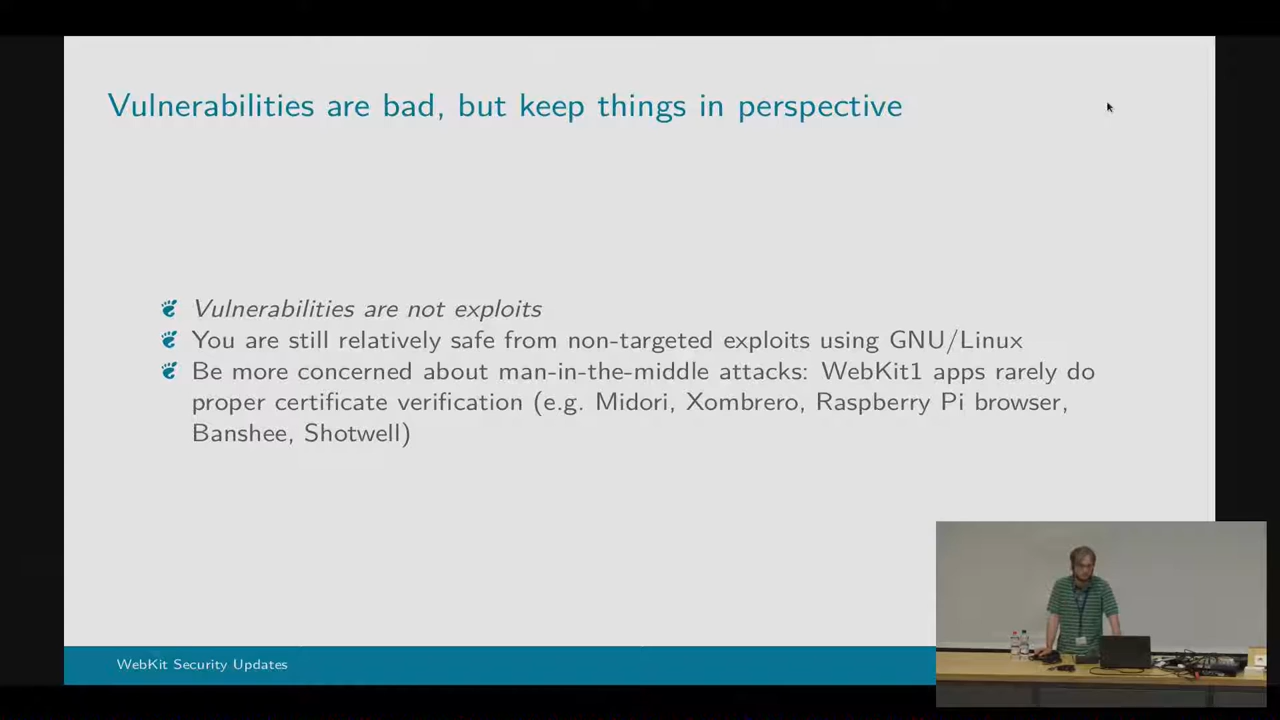 Vulnerabilities are bad, but keep things in perspective
Vulnerabilities are not exploits
You are still relatively safe from non-targeted exploits using GNU/Linux
Be more concerned about man-in-the-middle attacks: WebKit1 apps rarely do
proper certificate verification (e.g. Midori, Xombrero, Raspberry Pi browser,
Banshee, Shotwell)
WebKit Security Updates